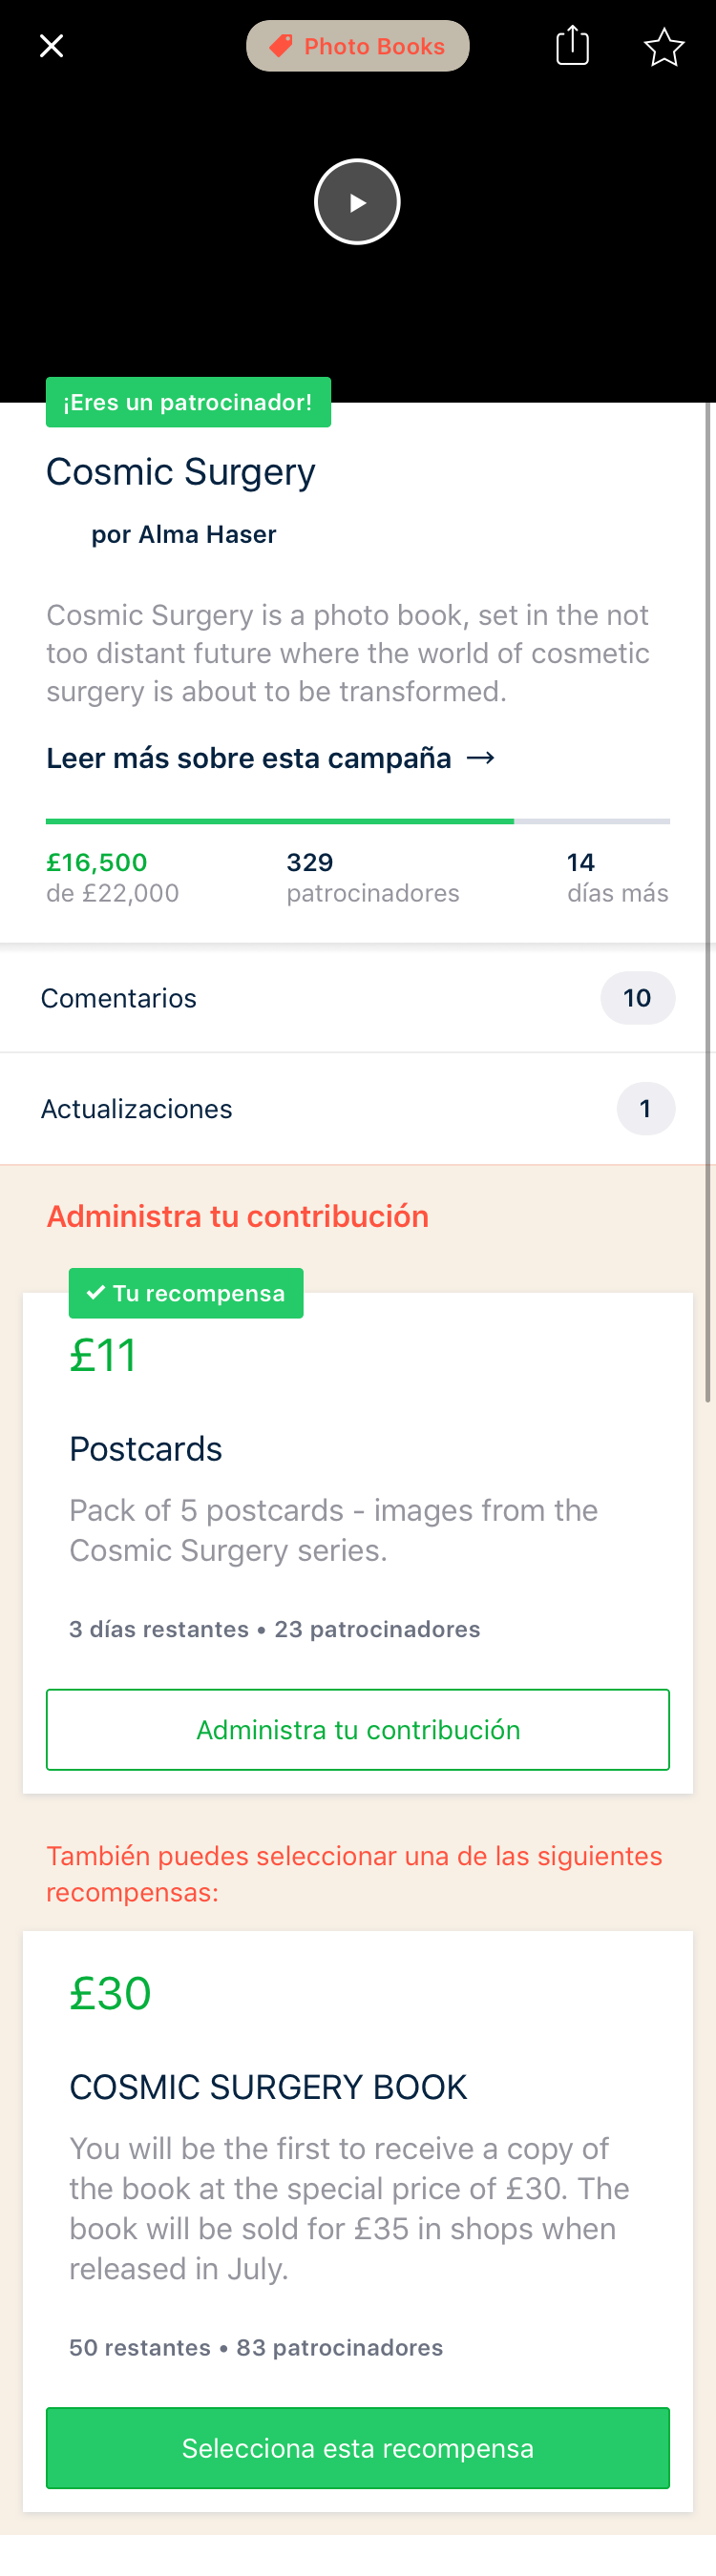 Photo Books
¡Eres un patrocinador!
Cosmic Surgery
por Alma Haser
Cosmic Surgery is a photo book, set in the not
too distant future where the world of cosmetic
surgery is about to be transformed.
Leer más sobre esta campaña →
£16,500
de £22,000
329
patrocinadores
14
días más
Comentarios
10
Actualizaciones
1
Administra tu contribución
✓ Tu recompensa
£11
Postcards
Pack of 5 postcards - images from the
Cosmic Surgery series.
3 días restantes • 23 patrocinadores
Administra tu contribución
También puedes seleccionar una de las siguientes
recompensas:
£30
COSMIC SURGERY BOOK
You will be the first to receive a copy of
the book at the special price of £30. The
book will be sold for £35 in shops when
released in July.
50 restantes • 83 patrocinadores
Selecciona esta recompensa